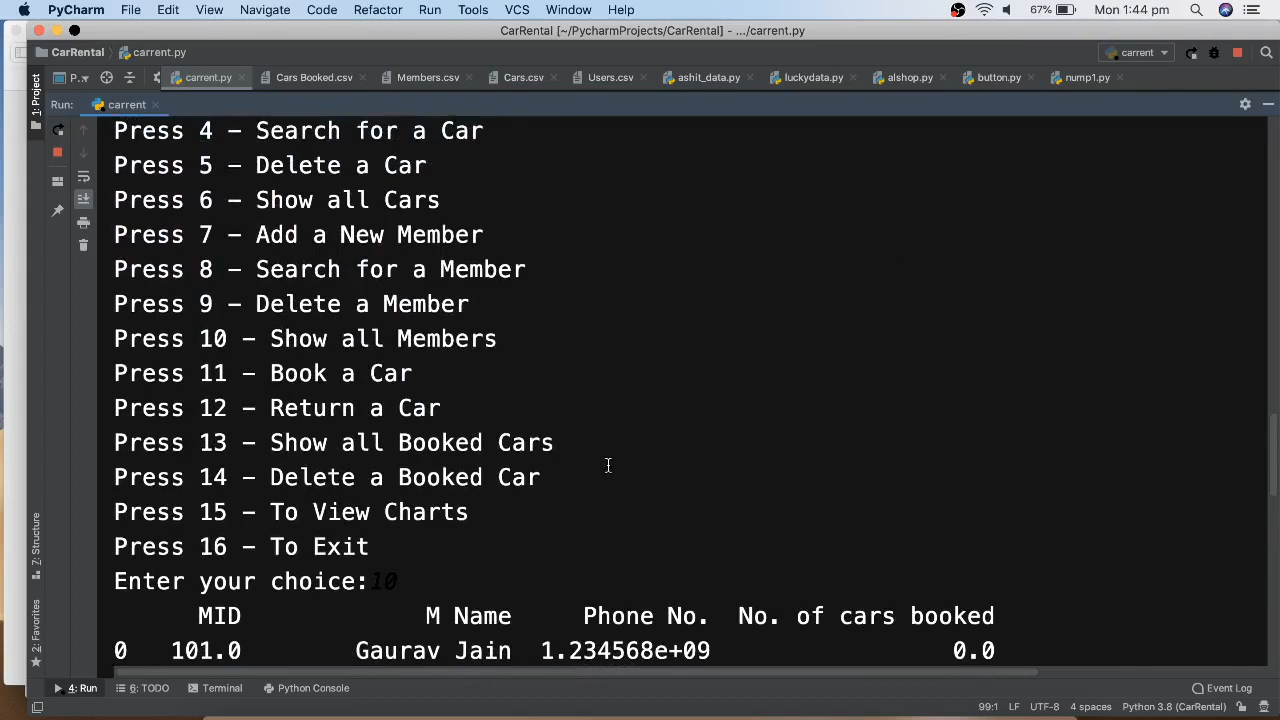 PyCharm File Edit View Navigate Code Refactor Run Tools VCS Window Help 67% Mon 1:44 pm
CarRental [~/PycharmProjects/CarRental] - .../carrent.py
CarRental carrent.py carrent
P.. carrent.py Cars Booked.csv Members.csv Cars.csv Users.csv ashit_data.py luckydata.py alshop.py button.py nump1.py
1: Project
Run: carrent
Press 4 - Search for a Car
Press 5 - Delete a Car
Press 6 - Show all Cars
Press 7 - Add a New Member
Press 8 - Search for a Member
Press 9 - Delete a Member
Press 10 - Show all Members
Press 11 - Book a Car
Press 12 - Return a Car
Press 13 - Show all Booked Cars
Press 14 - Delete a Booked Car
Press 15 - To View Charts
Press 16 - To Exit
Enter your choice:10
MID M Name Phone No. No. of cars booked
0 101.0 Gaurav Jain 1.234568e+09 0.0
7: Structure
2: Favorites
4: Run 6: TODO Terminal Python Console Event Log
99:1 LF UTF-8 4 spaces Python 3.8 (CarRental)